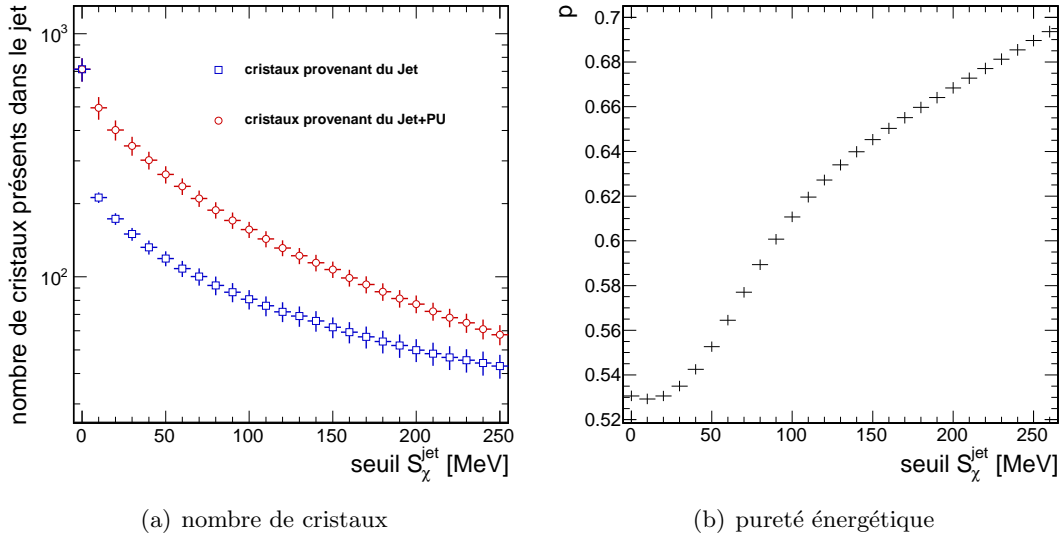 nombre de cristaux présents dans le jet
10³
10²
cristaux provenant du Jet
cristaux provenant du Jet+PU
0 50 100 150 200 250
seuil S_χ^jet [MeV]
(a) nombre de cristaux
p
0.7
0.68
0.66
0.64
0.62
0.6
0.58
0.56
0.54
0.52
0 50 100 150 200 250
seuil S_χ^jet [MeV]
(b) pureté énergétique